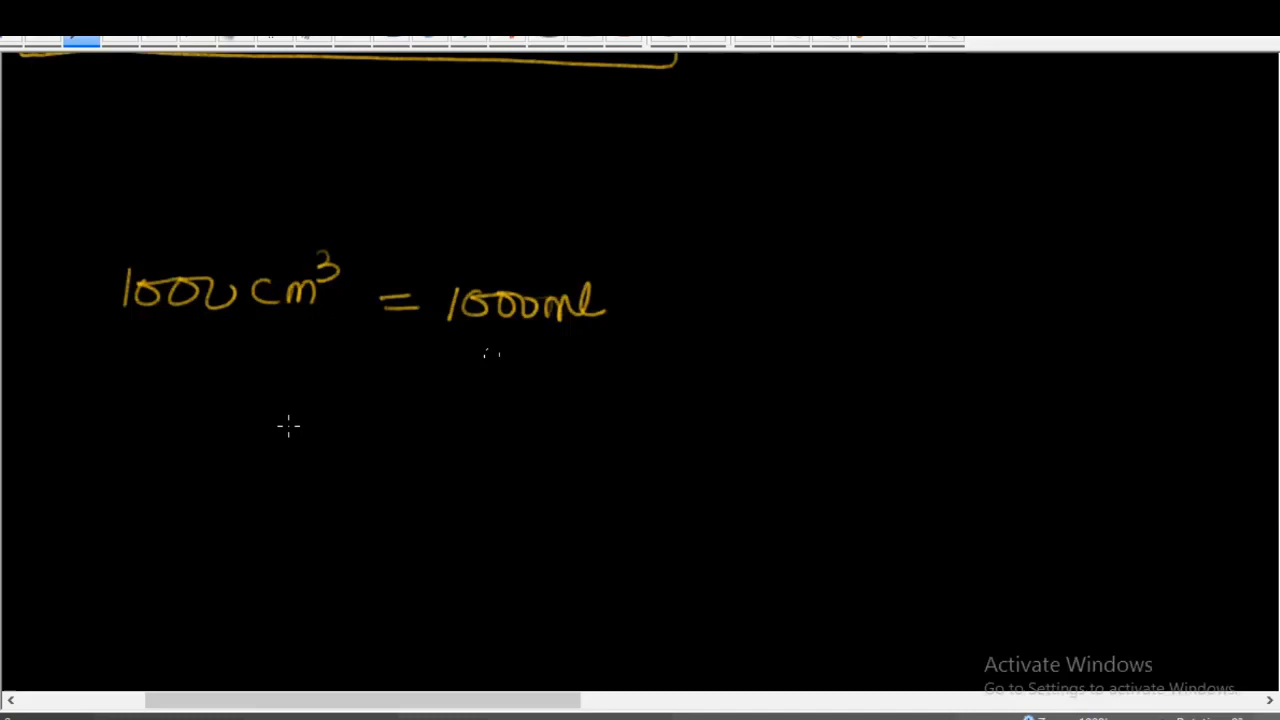 1000 cm³ = 1000ml
Activate Windows
Go to Settings to activate Windows.